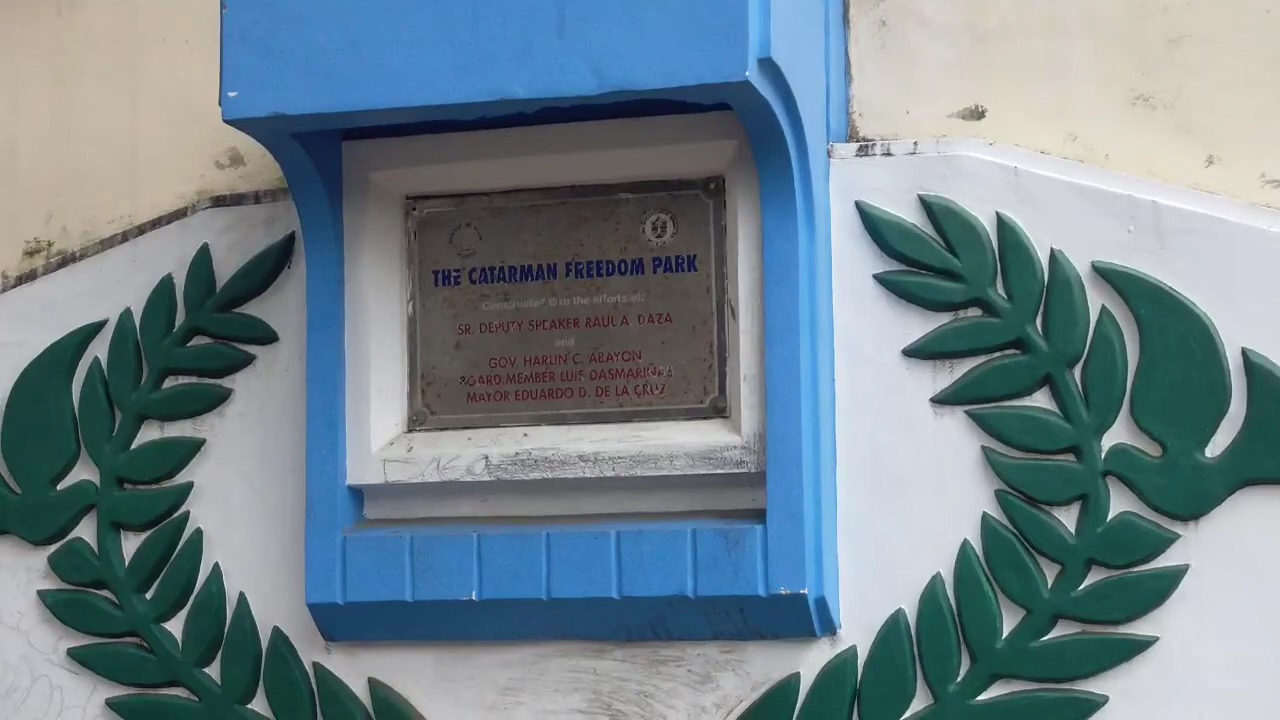 THE CATARMAN FREEDOM PARK
Constructed thru the efforts of:
SR. DEPUTY SPEAKER RAUL A. DAZA
and
GOV. HARLIN C. ABAYON
BOARD MEMBER LUIS DASMARIÑAS
MAYOR EDUARDO D. DE LA CRUZ